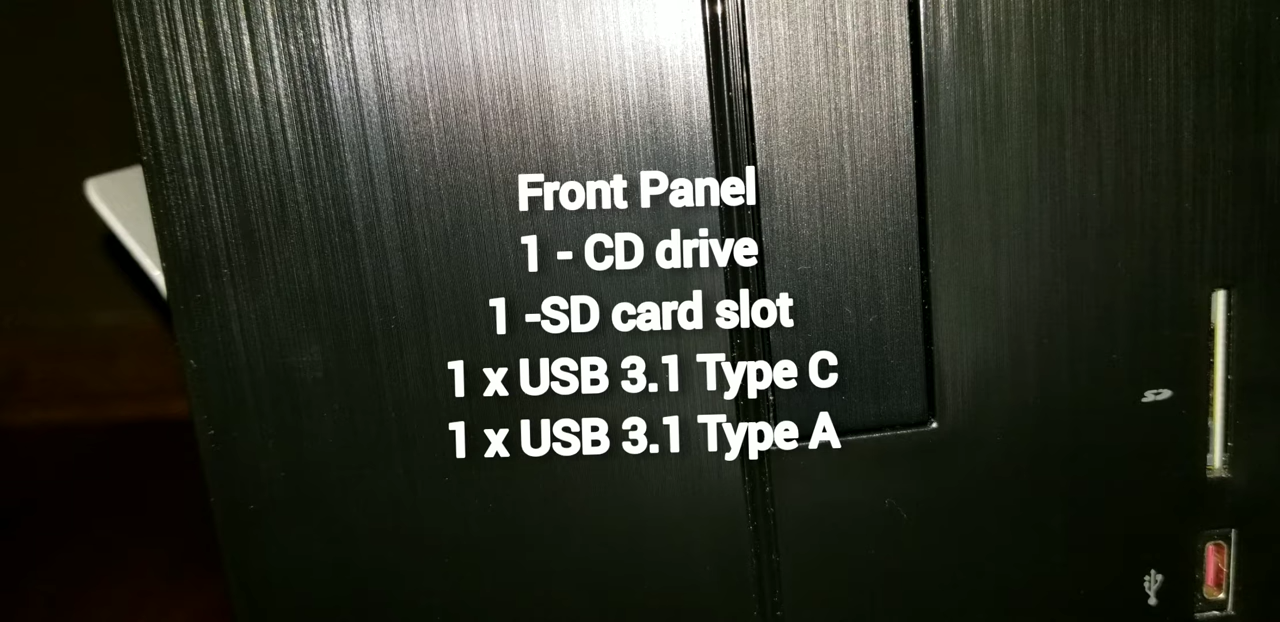 Front Panel
1 - CD drive
1 -SD card slot
1 x USB 3.1 Type C
1 x USB 3.1 Type A
SD